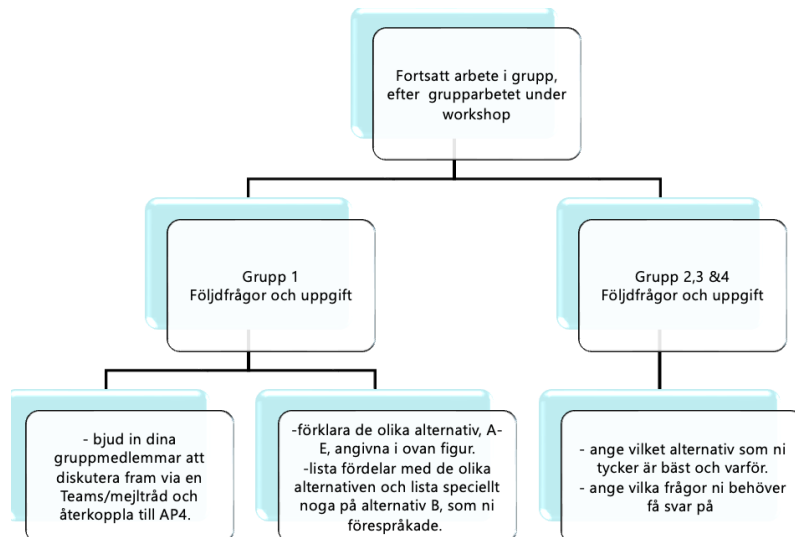 Fortsatt arbete i grupp,
efter grupparbetet under
workshop
Grupp 1
Följdfrågor och uppgift
Grupp 2,3 &4
Följdfrågor och uppgift
- bjud in dina
gruppmedlemmar att
diskutera fram via en
Teams/mejltråd och
återkoppla till AP4.
-förklara de olika alternativ, A-
E, angivna i ovan figur.
-lista fördelar med de olika
alternativen och lista speciellt
noga på alternativ B, som ni
förespråkade.
- ange vilket alternativ som ni
tycker är bäst och varför.
- ange vilka frågor ni behöver
få svar på